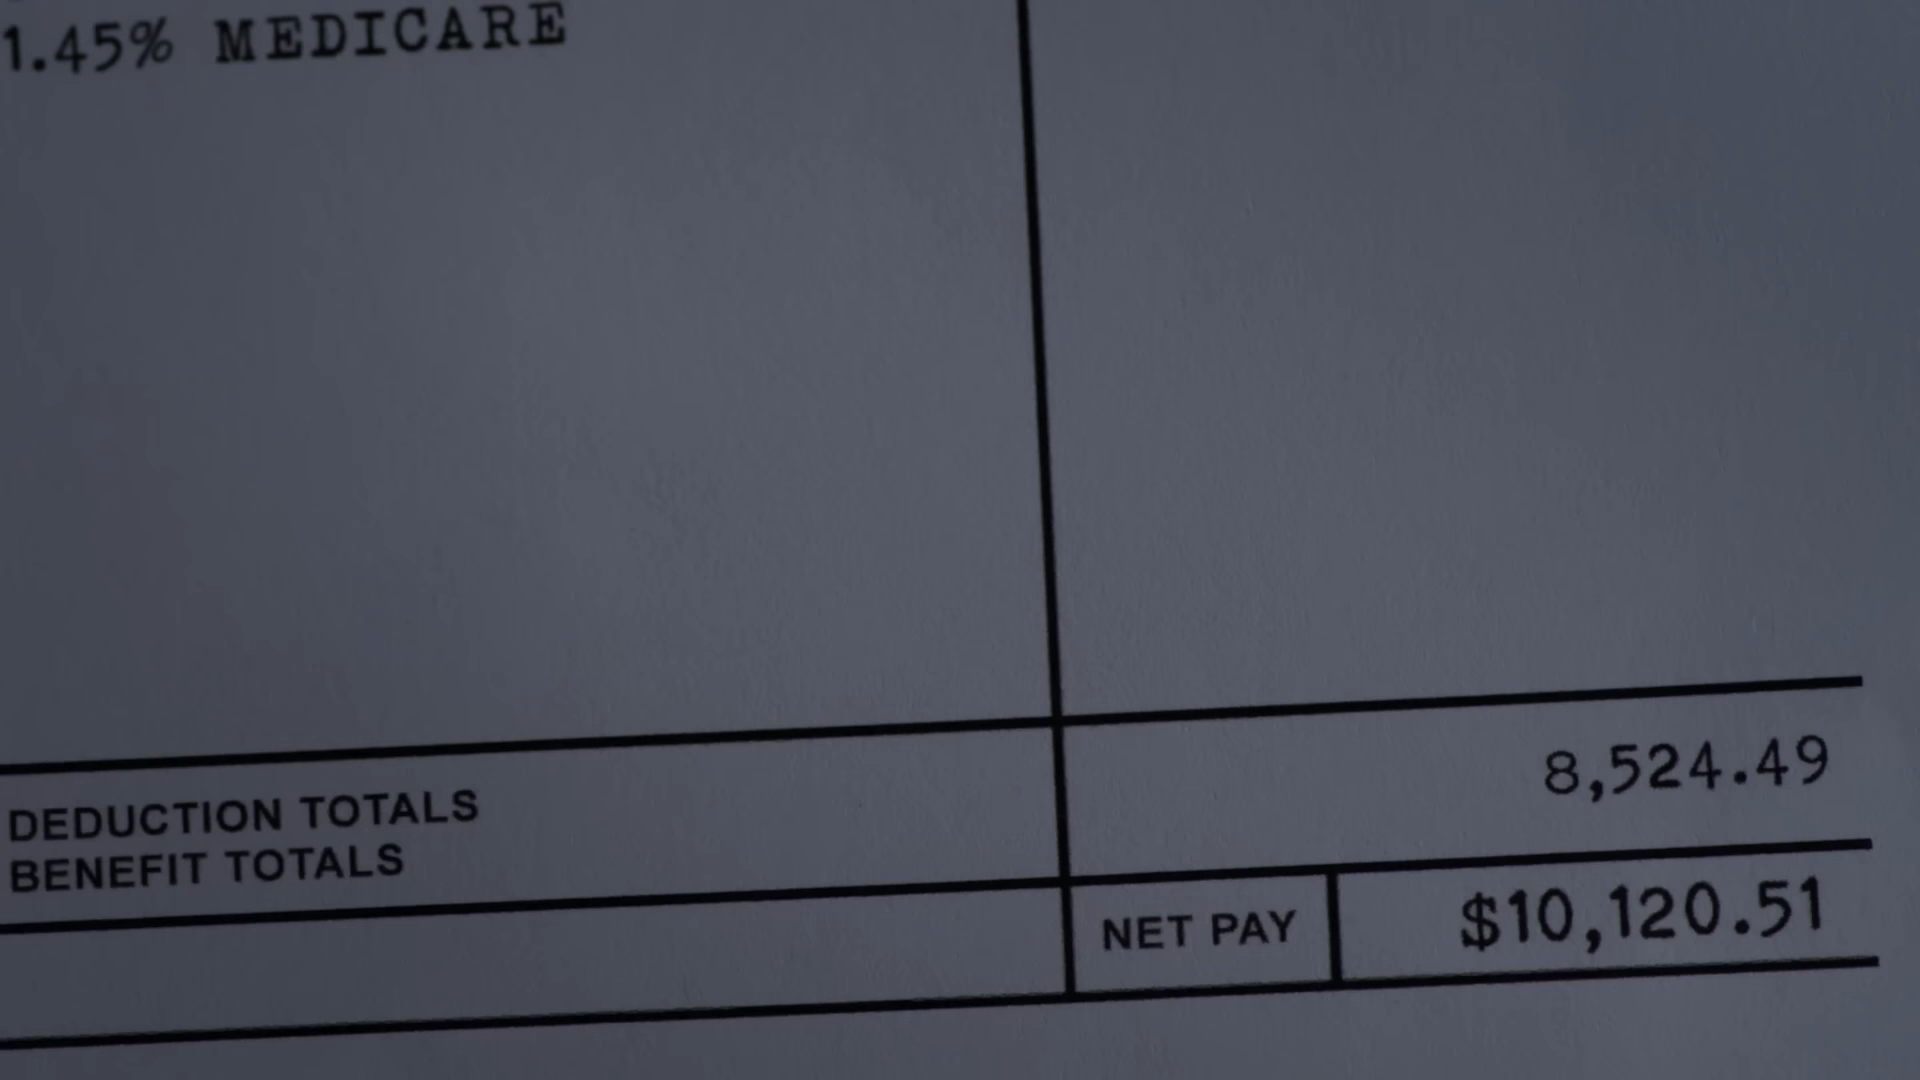 1.45% MEDICARE
8,524.49
DEDUCTION TOTALS
BENEFIT TOTALS
NET PAY $10,120.51